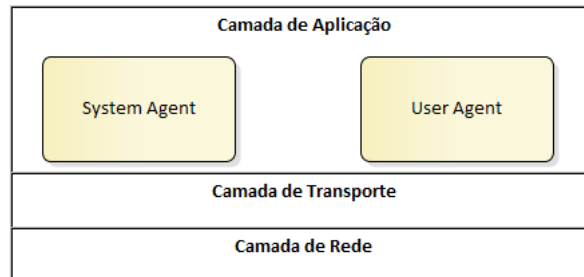 Camada de Aplicação
System Agent
User Agent
Camada de Transporte
Camada de Rede